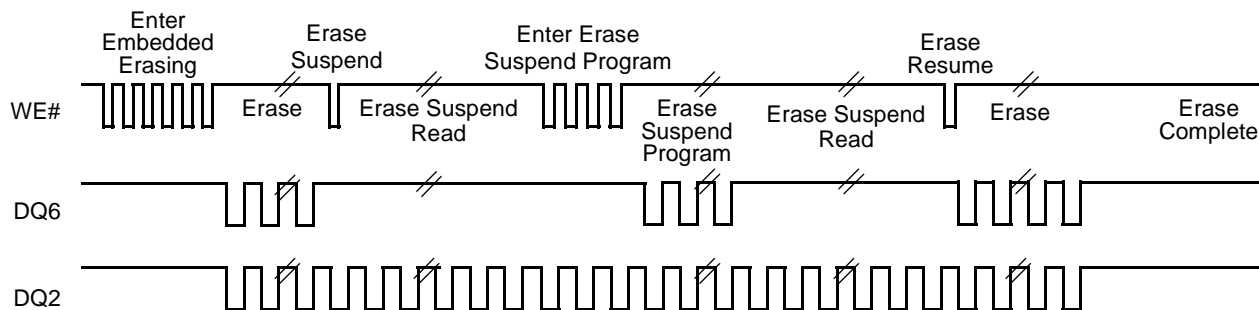 Enter
Embedded
Erasing
Erase
Suspend
Enter Erase
Suspend Program
Erase
Resume
WE#
Erase
Erase Suspend
Read
Erase
Suspend
Program
Erase Suspend
Read
Erase
Erase
Complete
DQ6
DQ2